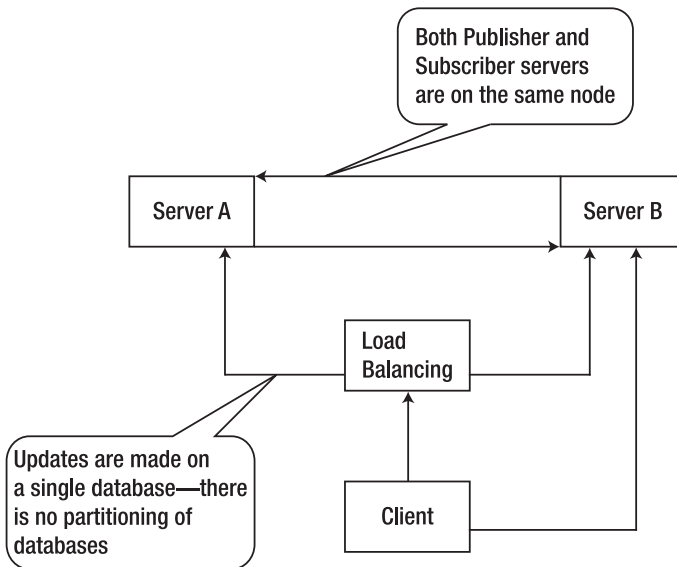 Both Publisher and
Subscriber servers
are on the same node
Server A
Server B
Load
Balancing
Updates are made on
a single database—there
is no partitioning of
databases
Client